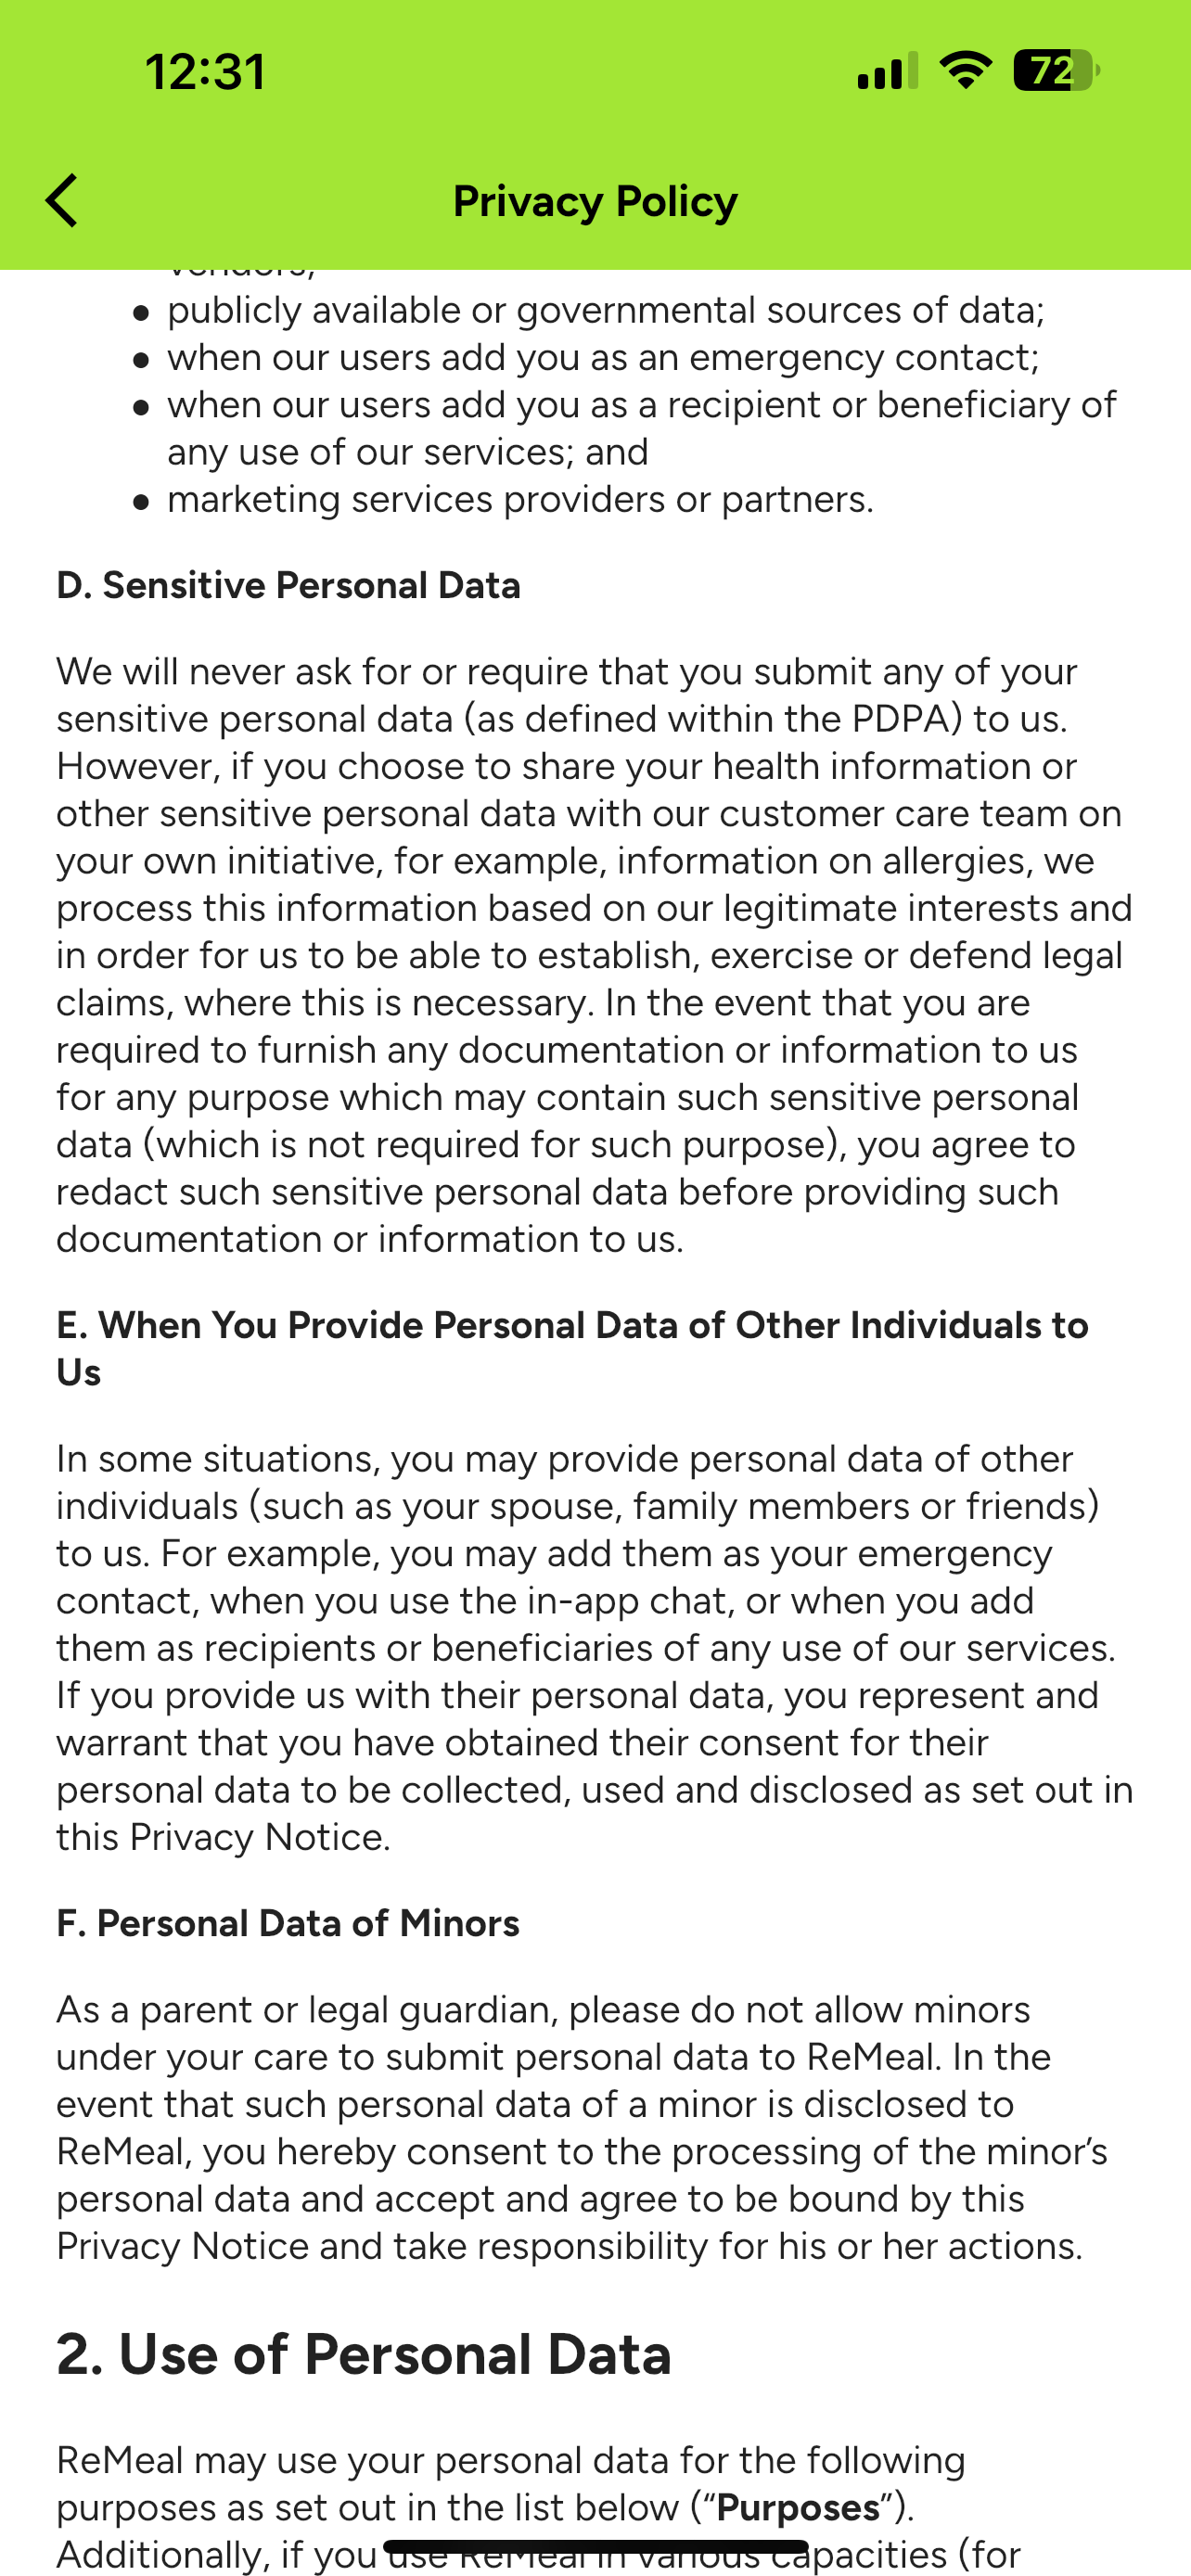 12:31
72
Privacy Policy
vendors;
● publicly available or governmental sources of data;
● when our users add you as an emergency contact;
● when our users add you as a recipient or beneficiary of
any use of our services; and
● marketing services providers or partners.
D. Sensitive Personal Data
We will never ask for or require that you submit any of your
sensitive personal data (as defined within the PDPA) to us.
However, if you choose to share your health information or
other sensitive personal data with our customer care team on
your own initiative, for example, information on allergies, we
process this information based on our legitimate interests and
in order for us to be able to establish, exercise or defend legal
claims, where this is necessary. In the event that you are
required to furnish any documentation or information to us
for any purpose which may contain such sensitive personal
data (which is not required for such purpose), you agree to
redact such sensitive personal data before providing such
documentation or information to us.
E. When You Provide Personal Data of Other Individuals to
Us
In some situations, you may provide personal data of other
individuals (such as your spouse, family members or friends)
to us. For example, you may add them as your emergency
contact, when you use the in-app chat, or when you add
them as recipients or beneficiaries of any use of our services.
If you provide us with their personal data, you represent and
warrant that you have obtained their consent for their
personal data to be collected, used and disclosed as set out in
this Privacy Notice.
F. Personal Data of Minors
As a parent or legal guardian, please do not allow minors
under your care to submit personal data to ReMeal. In the
event that such personal data of a minor is disclosed to
ReMeal, you hereby consent to the processing of the minor’s
personal data and accept and agree to be bound by this
Privacy Notice and take responsibility for his or her actions.
2. Use of Personal Data
ReMeal may use your personal data for the following
purposes as set out in the list below (“Purposes”).
Additionally, if you use ReMeal in various capacities (for